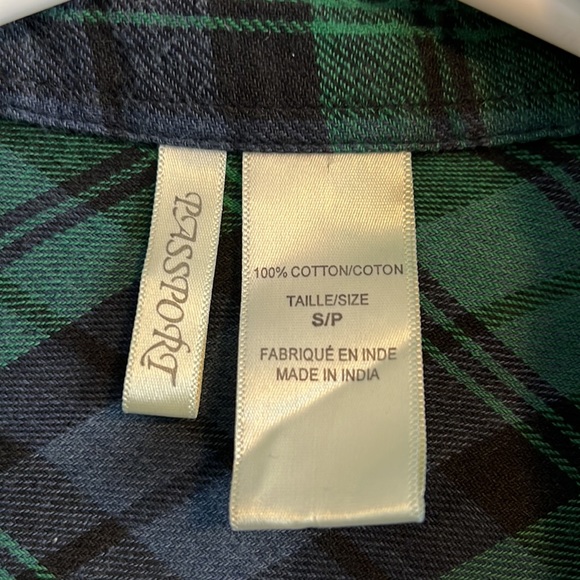 PASSPORT
100% COTTON/COTON
TAILLE/SIZE
S/P
FABRIQUÉ EN INDE
MADE IN INDIA